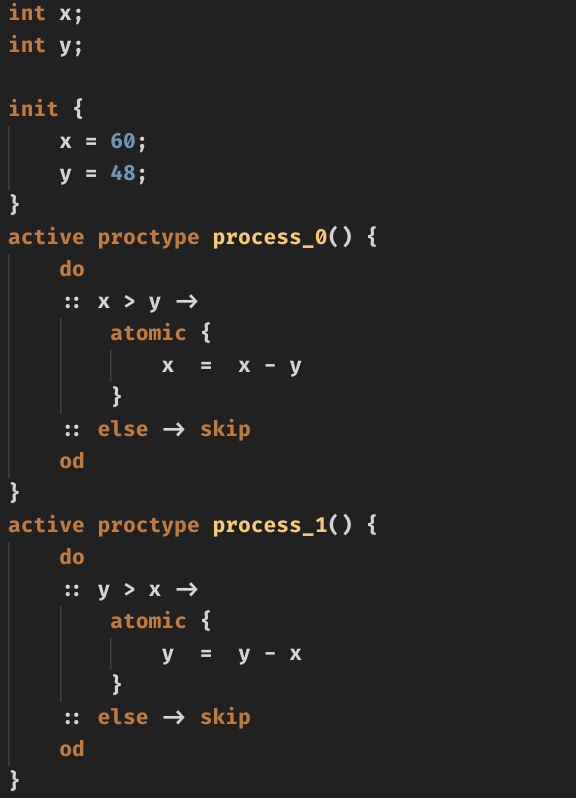 int x;
int y;

init {
    x = 60;
    y = 48;
}
active proctype process_0() {
    do
    :: x > y ->
        atomic {
            x  =  x - y
        }
    :: else -> skip
    od
}
active proctype process_1() {
    do
    :: y > x ->
        atomic {
            y  =  y - x
        }
    :: else -> skip
    od
}